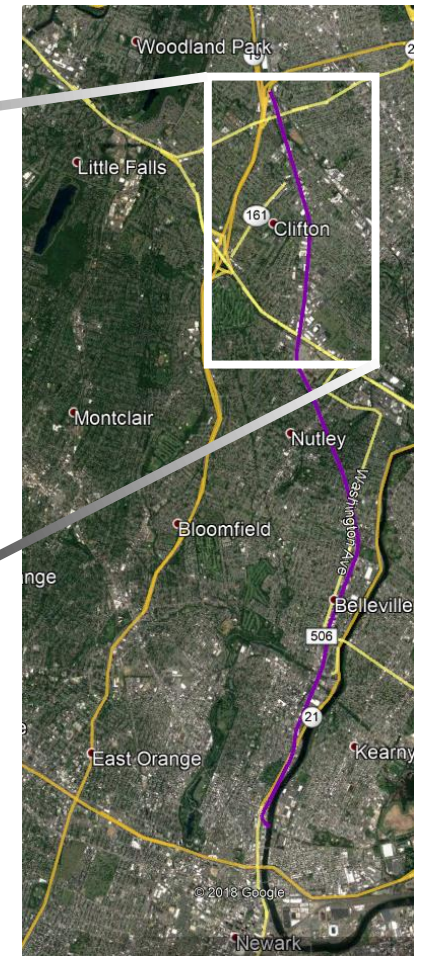 Woodland Park
19
2
Little Falls
161
Clifton
Montclair
Nutley
Washington Ave
Bloomfield
ange
Belleville
506
21
e
East Orange
Kearny
© 2018 Google
Newark